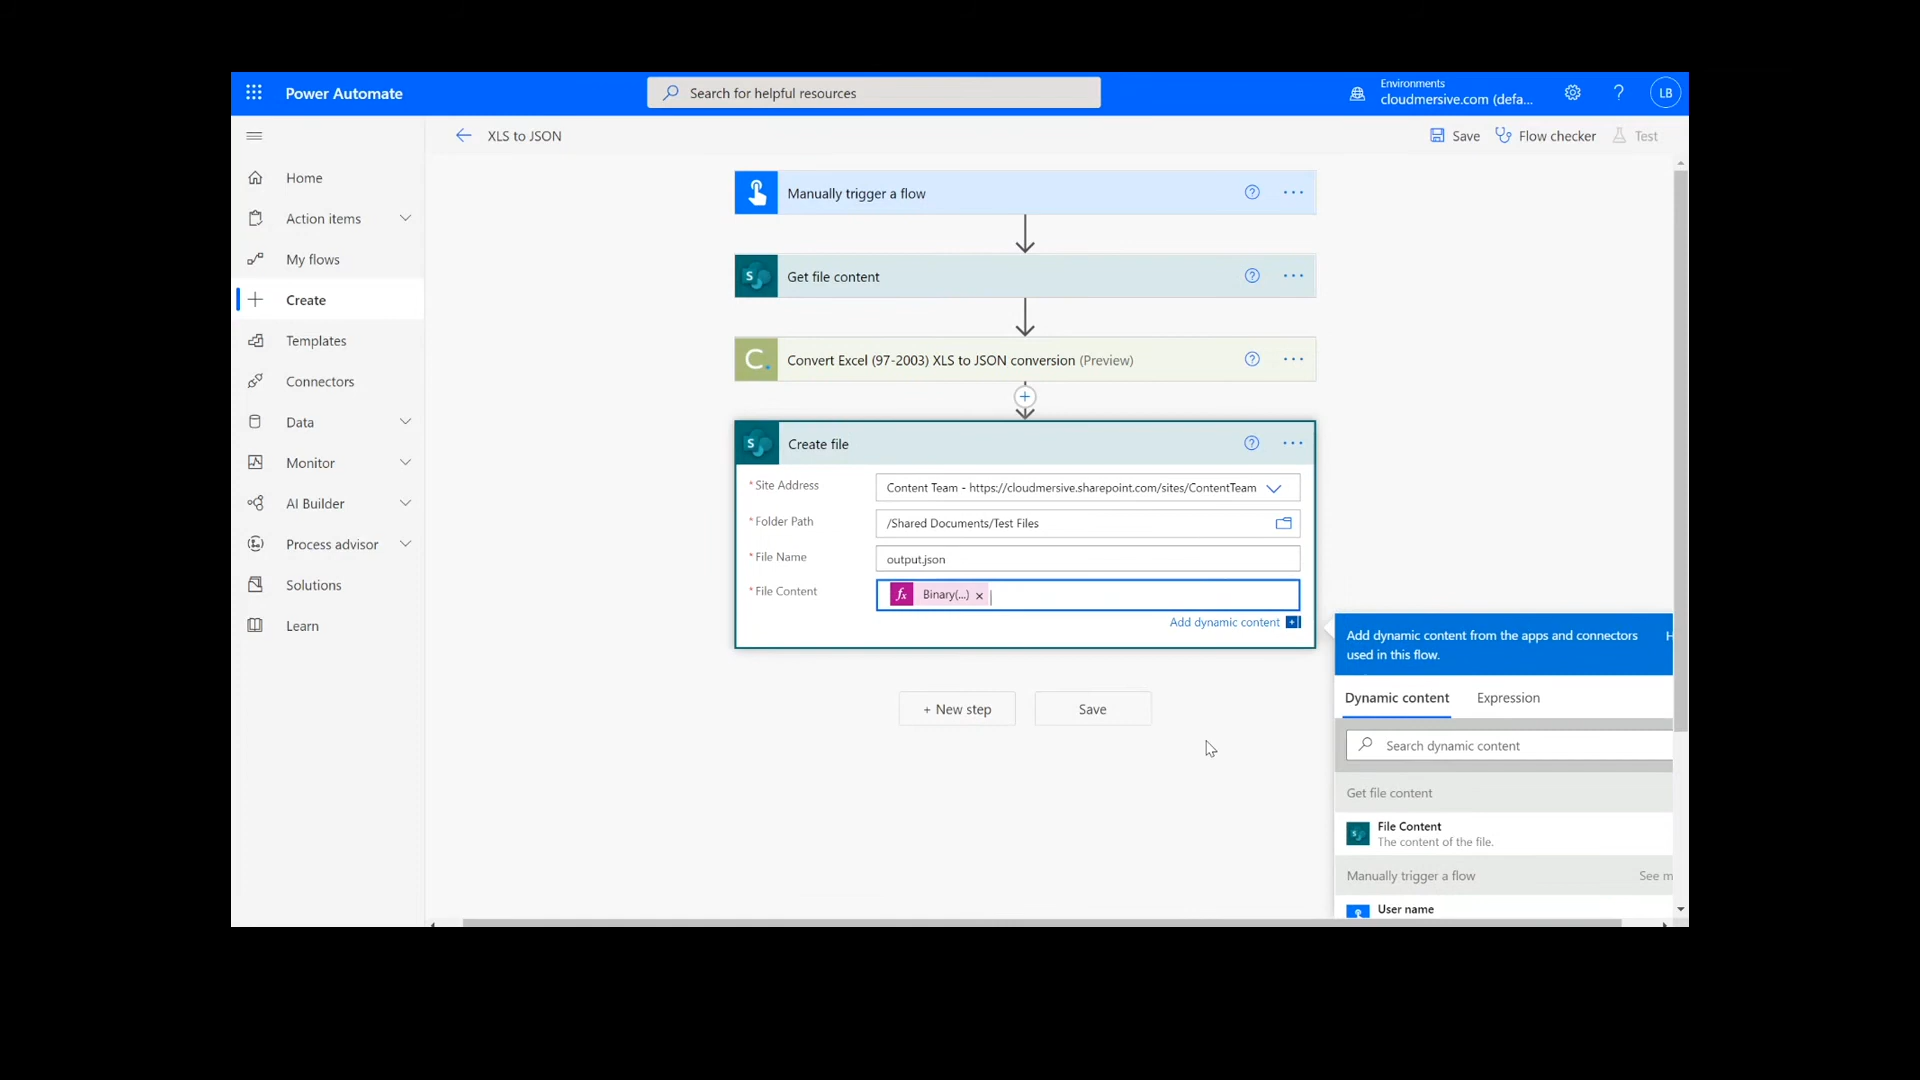 Power Automate
Search for helpful resources
Environments
cloudmersive.com (defa...
?
LB
XLS to JSON
Save
Flow checker
Test
Home
Action items
My flows
Create
Templates
Connectors
Data
Monitor
AI Builder
Process advisor
Solutions
Learn
Manually trigger a flow
Get file content
C.
Convert Excel (97-2003) XLS to JSON conversion (Preview)
S
Create file
* Site Address
Content Team - https://cloudmersive.sharepoint.com/sites/ContentTeam
* Folder Path
/Shared Documents/Test Files
* File Name
output.json
* File Content
fx Binary(...) ×
Add dynamic content
+ New step
Save
Add dynamic content from the apps and connectors
used in this flow.
H
Dynamic content
Expression
Search dynamic content
Get file content
File Content
The content of the file.
Manually trigger a flow
See m
User name